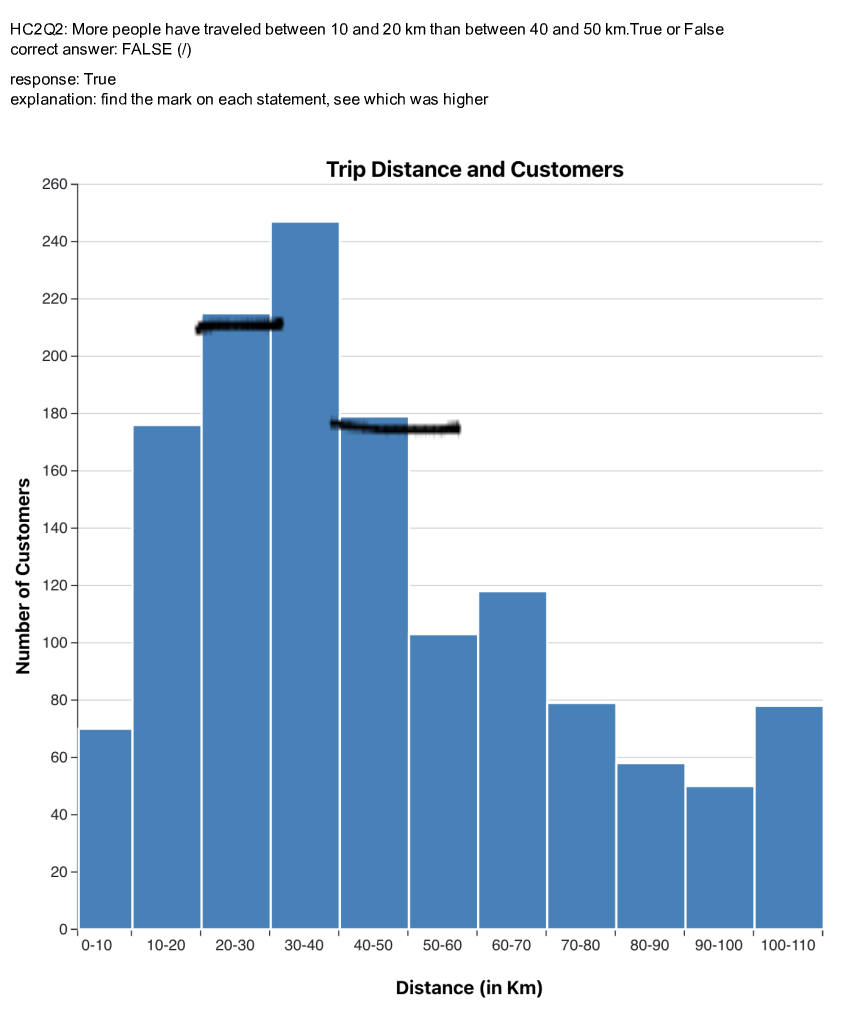 HC2Q2: More people have traveled between 10 and 20 km than between 40 and 50 km.True or False
correct answer: FALSE (/)
response: True
explanation: find the mark on each statement, see which was higher
Trip Distance and Customers
260
240
220
200
180
160
140
120
100
80
60
40
20
0
Number of Customers
0-10 10-20 20-30 30-40 40-50 50-60 60-70 70-80 80-90 90-100 100-110
Distance (in Km)